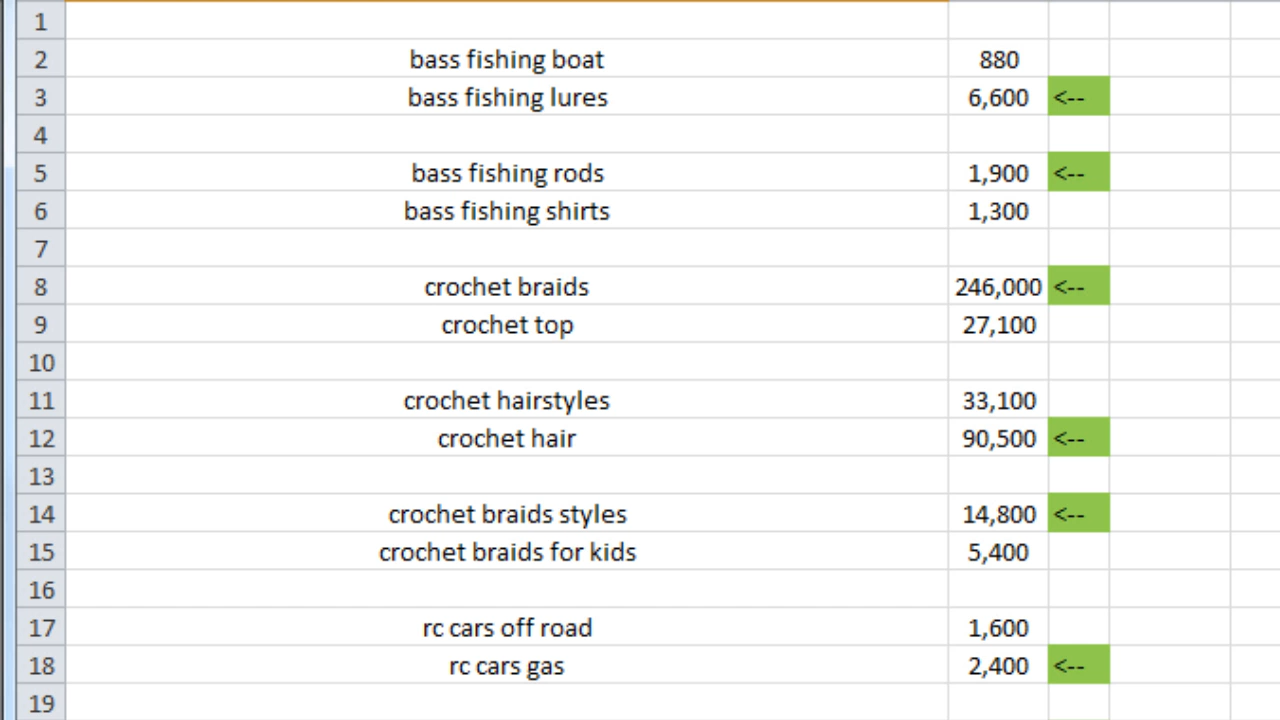 1
2 bass fishing boat 880
3 bass fishing lures 6,600 <--
4
5 bass fishing rods 1,900 <--
6 bass fishing shirts 1,300
7
8 crochet braids 246,000 <--
9 crochet top 27,100
10
11 crochet hairstyles 33,100
12 crochet hair 90,500 <--
13
14 crochet braids styles 14,800 <--
15 crochet braids for kids 5,400
16
17 rc cars off road 1,600
18 rc cars gas 2,400 <--
19